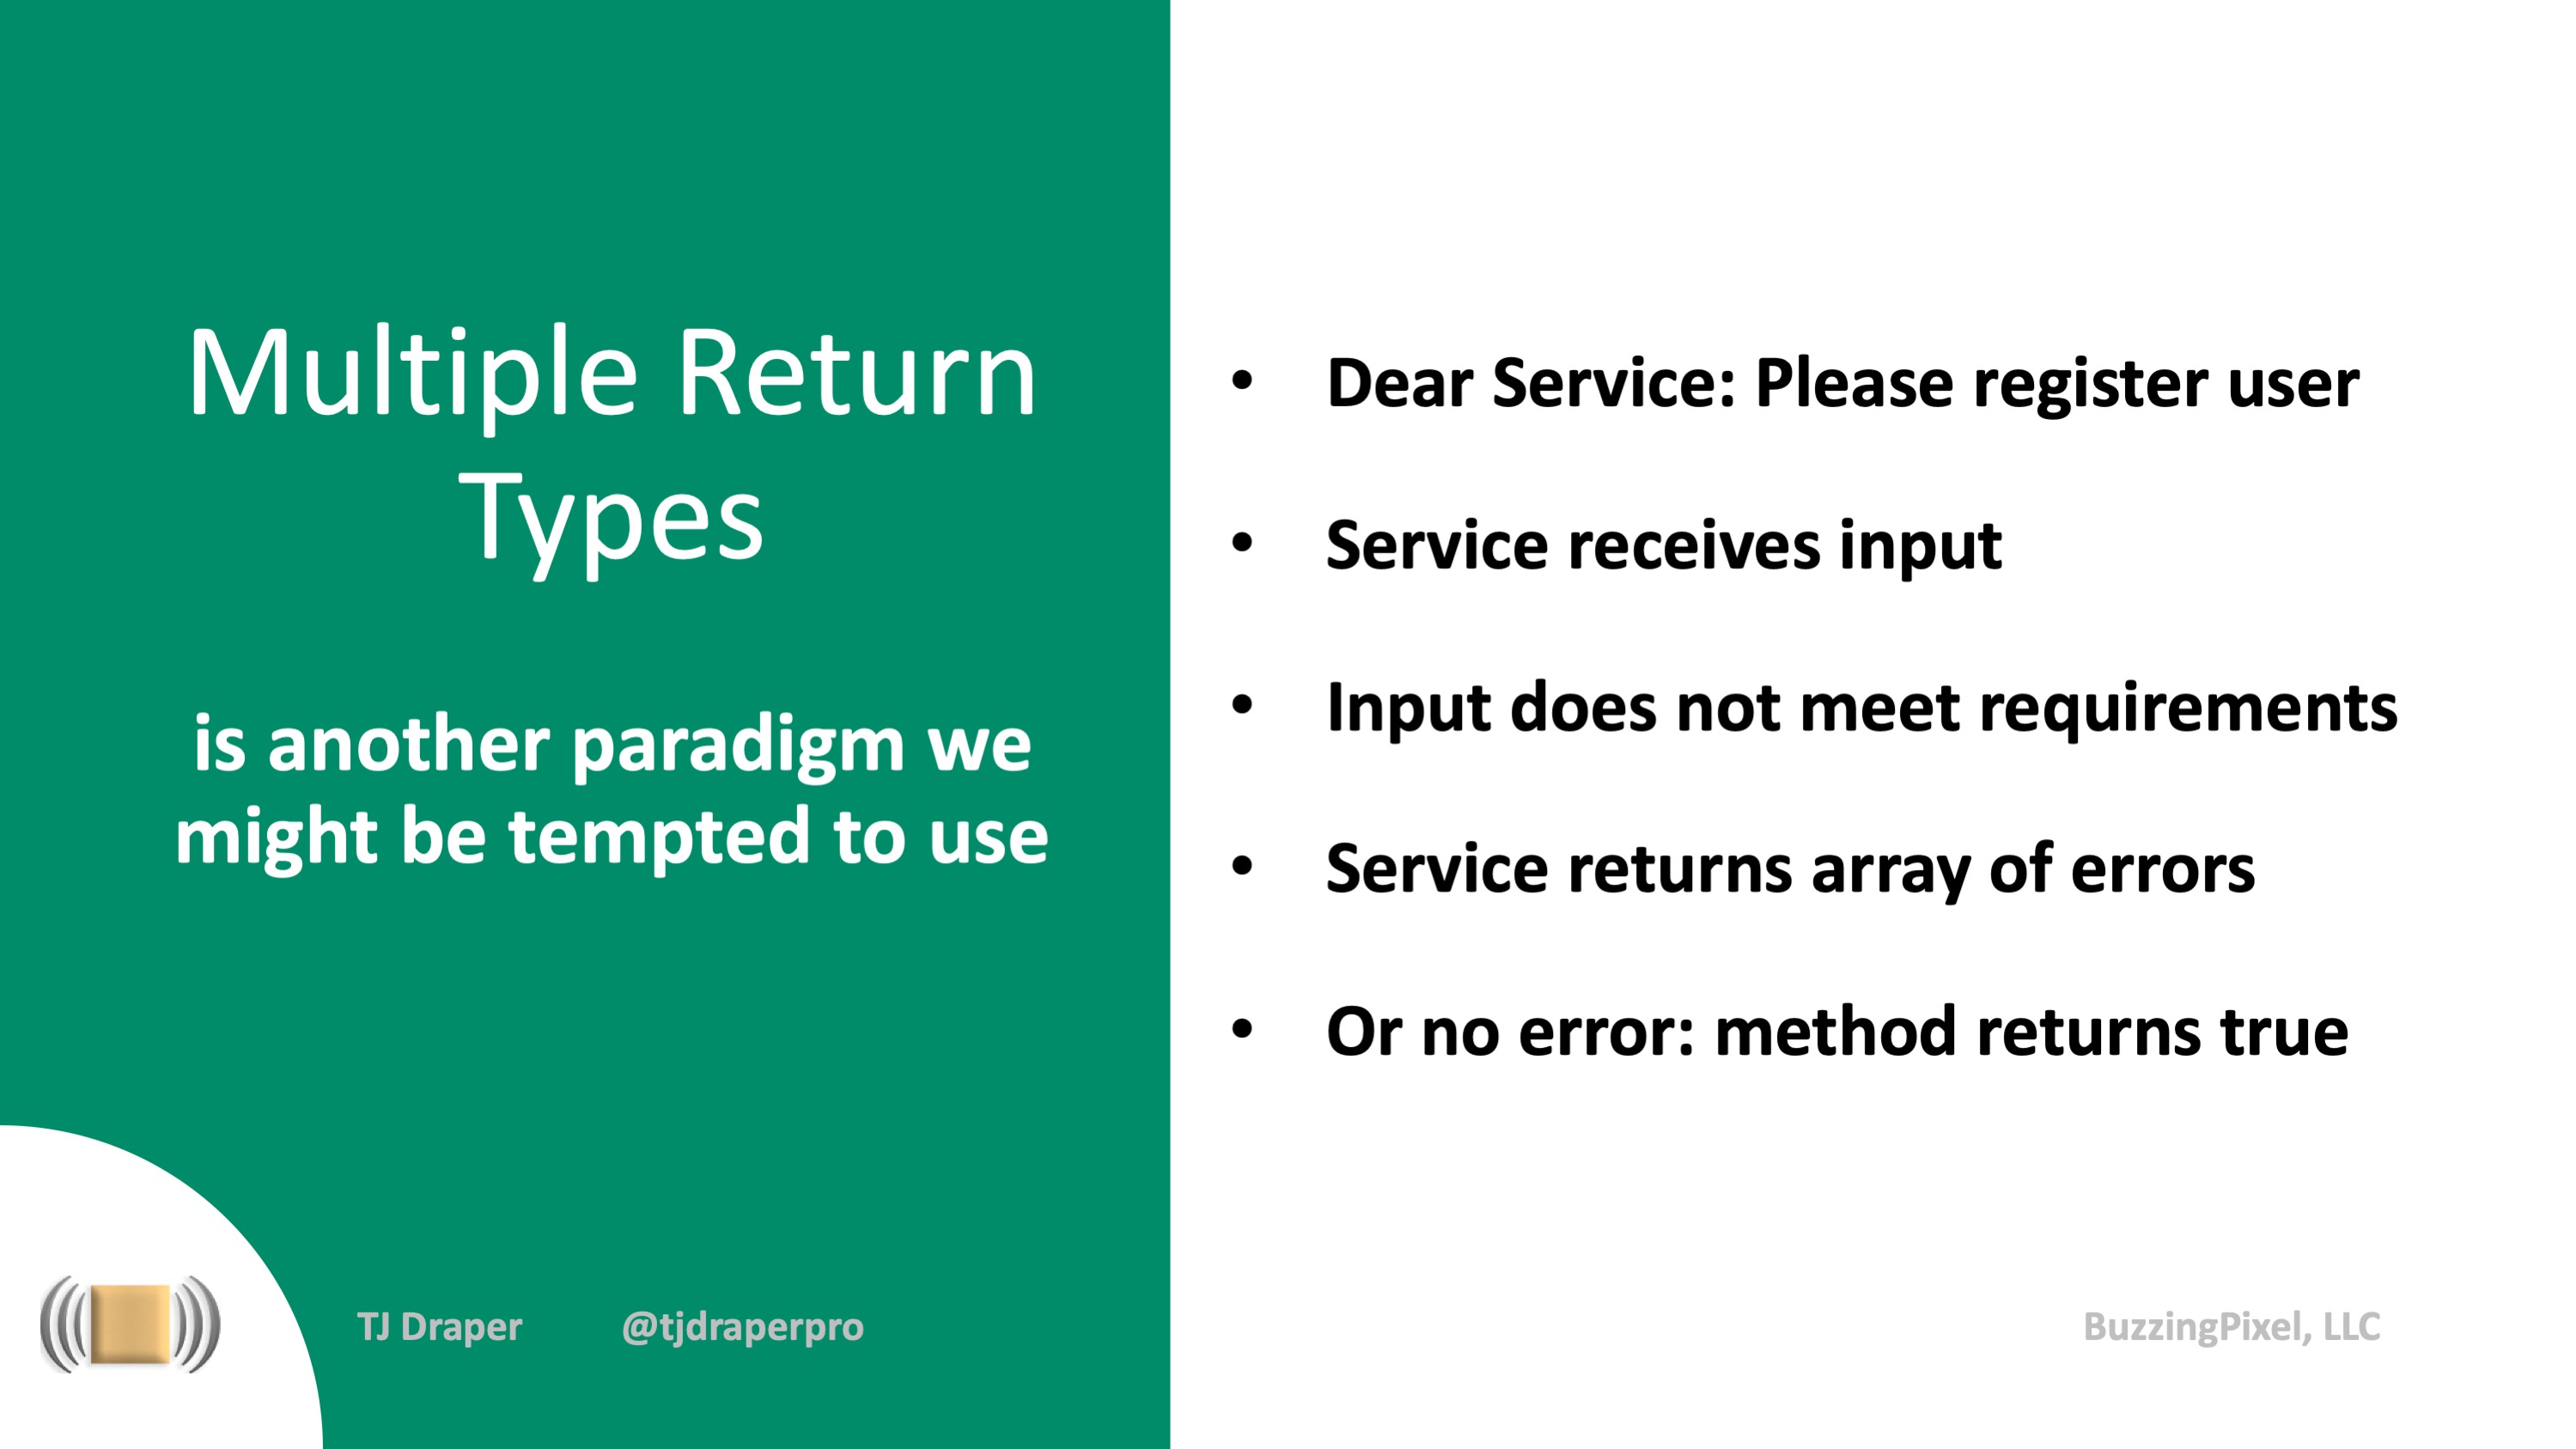 Multiple Return
Types
is another paradigm we
might be tempted to use
• Dear Service: Please register user
• Service receives input
• Input does not meet requirements
• Service returns array of errors
• Or no error: method returns true
TJ Draper
@tjdraperpro
BuzzingPixel, LLC